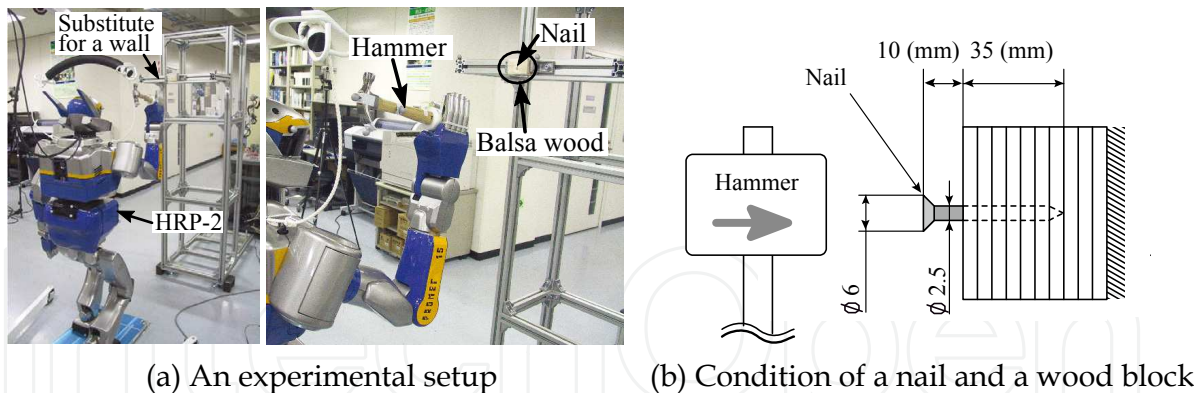 Substitute
for a wall
HRP-2
Hammer
Nail
Balsa wood
10 (mm) 35 (mm)
Nail
Hammer
ϕ6
ϕ2.5
(a) An experimental setup
(b) Condition of a nail and a wood block